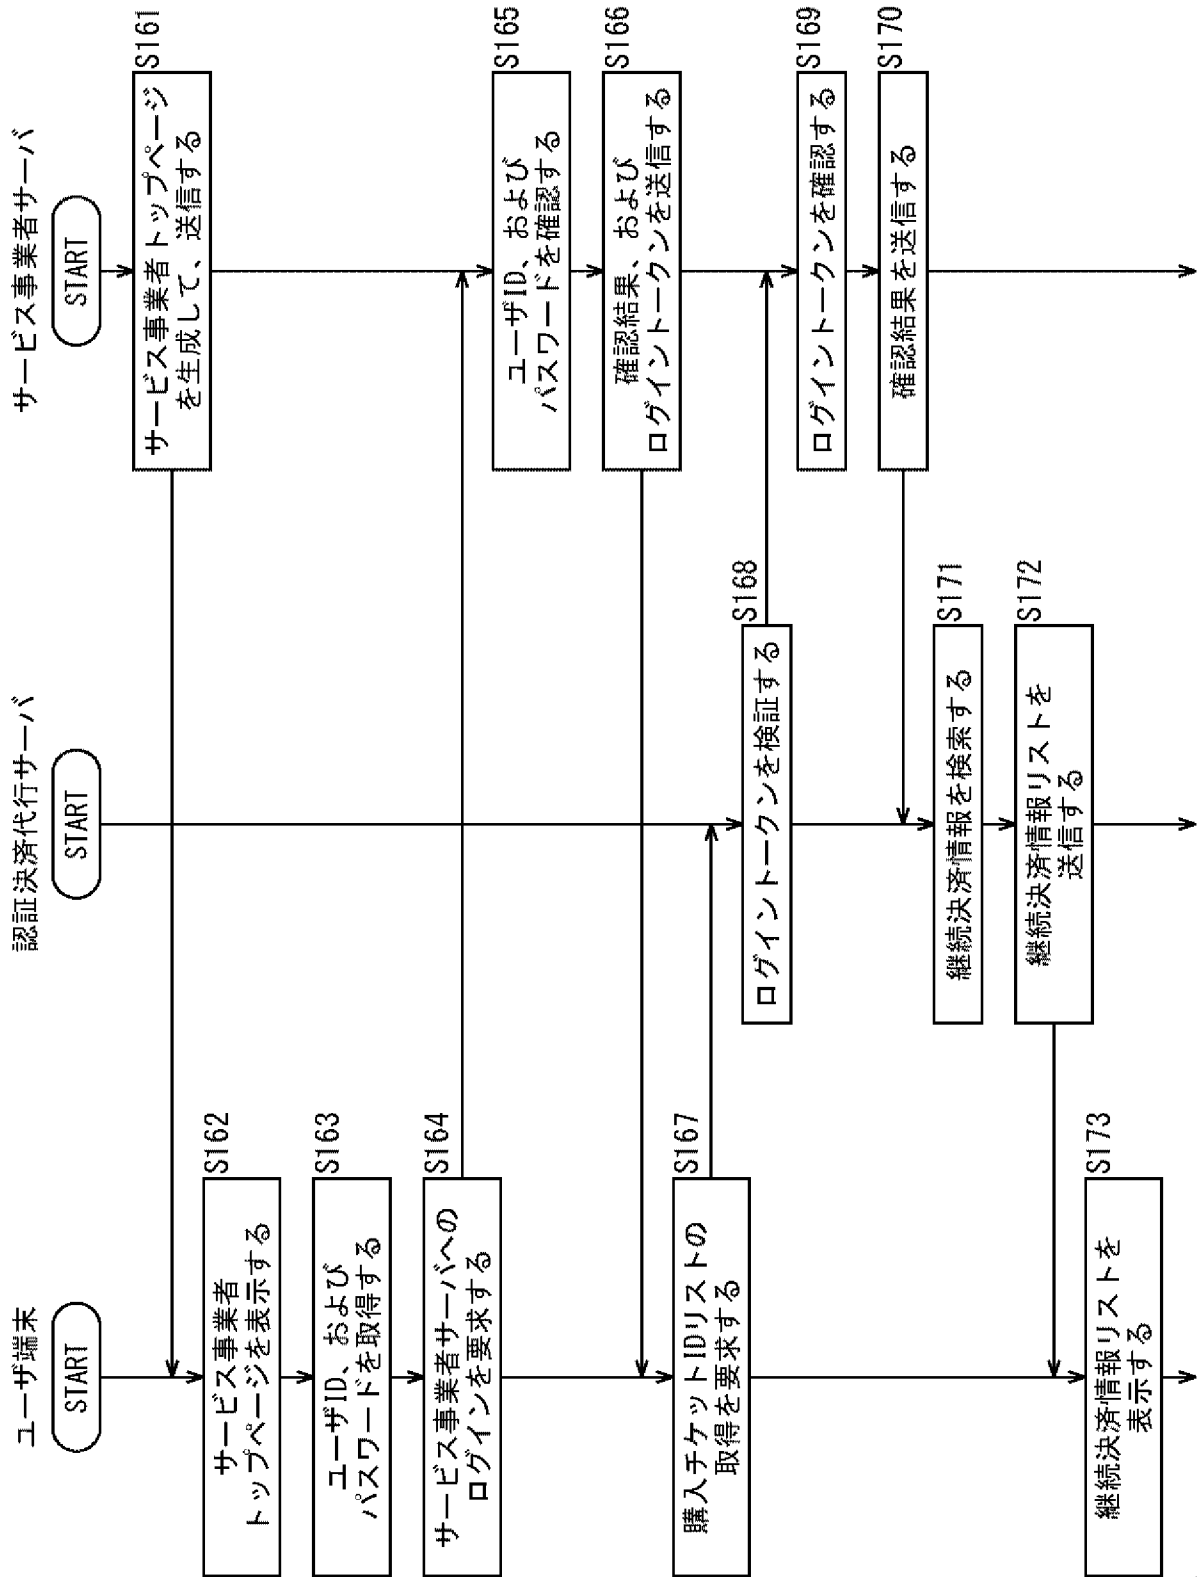 ユーザ端末
認証決済代行サーバ
サービス事業者サーバ
START
START
START
S161
サービス事業者トップページ
を生成して、送信する
S162
サービス事業者
トップページを表示する
S163
ユーザID、および
パスワードを取得する
S164
サービス事業者サーバへの
ログインを要求する
S165
ユーザID、および
パスワードを確認する
S166
確認結果、および
ログイントークンを送信する
S167
購入チケットIDリストの
取得を要求する
S168
ログイントークンを検証する
S169
ログイントークンを確認する
S170
確認結果を送信する
S171
継続決済情報を検索する
S172
継続決済情報リストを
送信する
S173
継続決済情報リストを
表示する